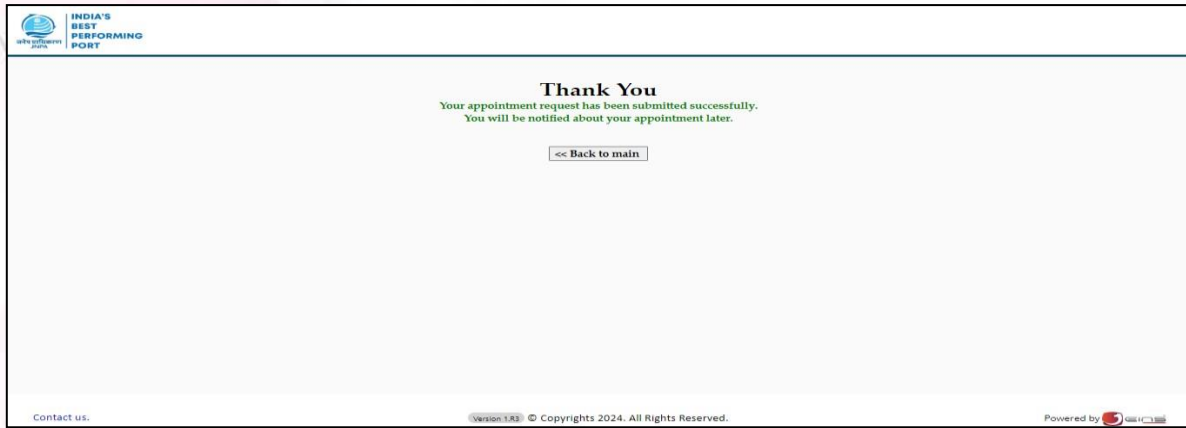 INDIA'S
BEST
PERFORMING
PORT
JNPA
Thank You
Your appointment request has been submitted successfully.
You will be notified about your appointment later.
<< Back to main
Contact us.
Version 1.R3 © Copyrights 2024. All Rights Reserved.
Powered by